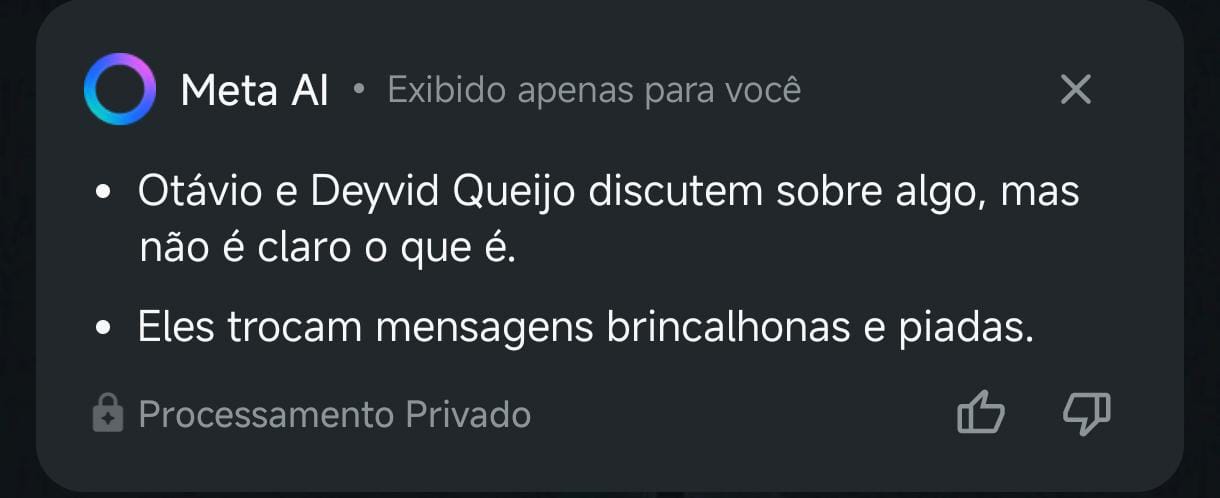 Meta AI • Exibido apenas para você
• Otávio e Deyvid Queijo discutem sobre algo, mas
não é claro o que é.
• Eles trocam mensagens brincalhonas e piadas.
Processamento Privado